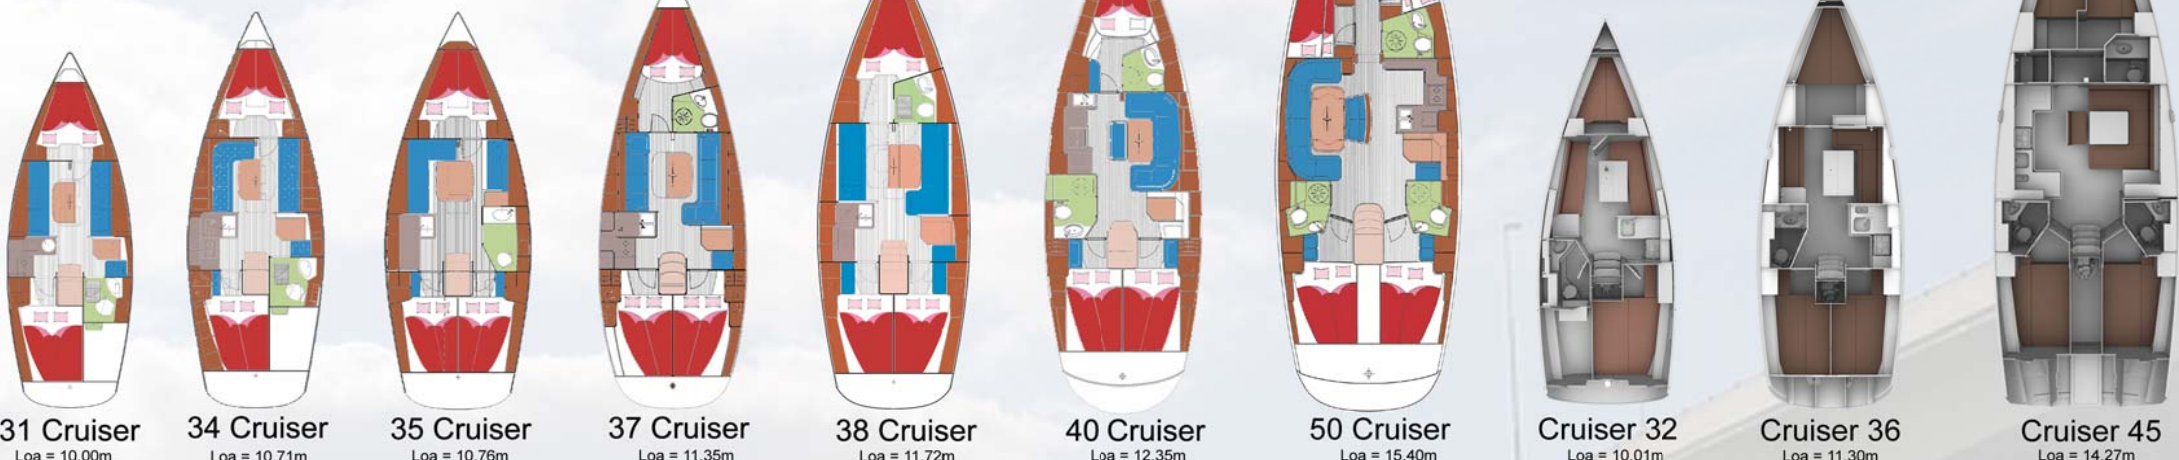 31 Cruiser
Loa = 10.00m
34 Cruiser
Loa = 10.71m
35 Cruiser
Loa = 10.76m
37 Cruiser
Loa = 11.35m
38 Cruiser
Loa = 11.72m
40 Cruiser
Loa = 12.35m
50 Cruiser
Loa = 15.40m
Cruiser 32
Loa = 10.01m
Cruiser 36
Loa = 11.30m
Cruiser 45
Loa = 14.27m